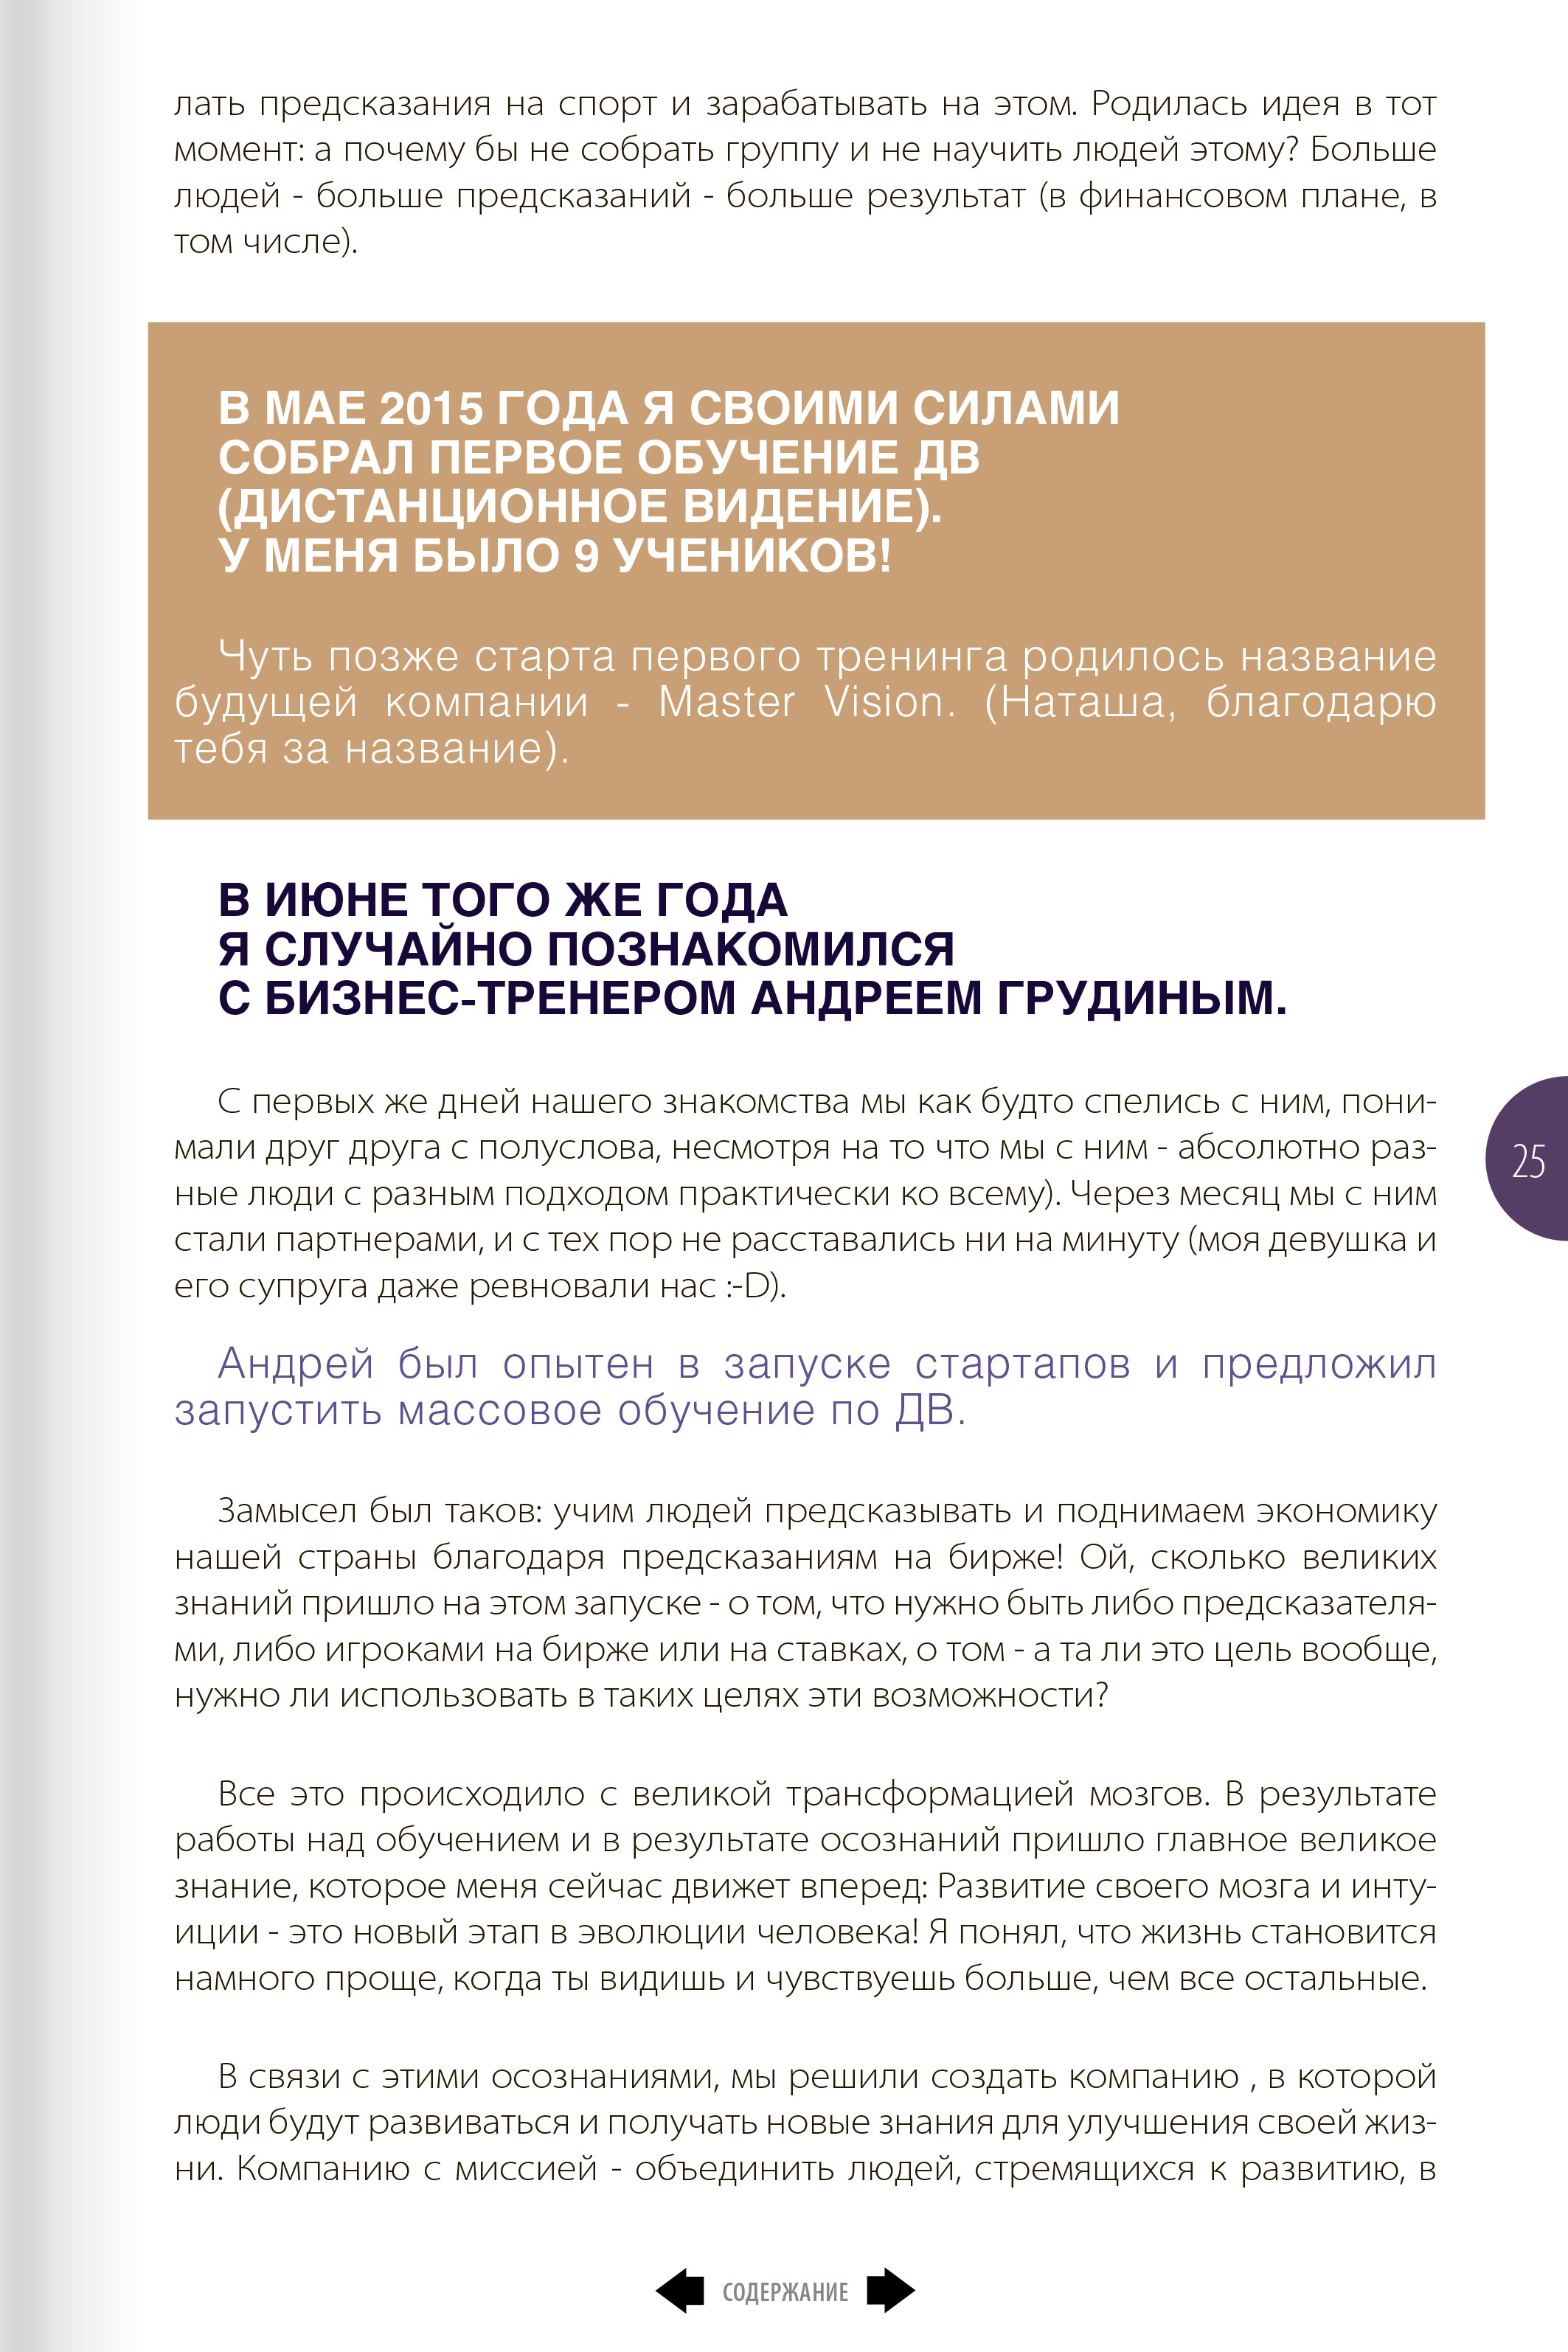 лать предсказания на спорт и зарабатывать на этом. Родилась идея в тот
момент: а почему бы не собрать группу и не научить людей этому? Больше
людей - больше предсказаний - больше результат (в финансовом плане, в
том числе).
В МАЕ 2015 ГОДА Я СВОИМИ СИЛАМИ
СОБРАЛ ПЕРВОЕ ОБУЧЕНИЕ ДВ
(ДИСТАНЦИОННОЕ ВИДЕНИЕ).
У МЕНЯ БЫЛО 9 УЧЕНИКОВ!
Чуть позже старта первого тренинга родилось название
будущей компании - Master Vision. (Наташа, благодарю
тебя за название).
В ИЮНЕ ТОГО ЖЕ ГОДА
Я СЛУЧАЙНО ПОЗНАКОМИЛСЯ
С БИЗНЕС-ТРЕНЕРОМ АНДРЕЕМ ГРУДИНЫМ.
С первых же дней нашего знакомства мы как будто спелись с ним, пони-
мали друг друга с полуслова, несмотря на то что мы с ним - абсолютно раз-
ные люди с разным подходом практически ко всему). Через месяц мы с ним
стали партнерами, и с тех пор не расставались ни на минуту (моя девушка и
его супруга даже ревновали нас :-D).
25
Андрей был опытен в запуске стартапов и предложил
запустить массовое обучение по ДВ.
Замысел был таков: учим людей предсказывать и поднимаем экономику
нашей страны благодаря предсказаниям на бирже! Ой, сколько великих
знаний пришло на этом запуске - о том, что нужно быть либо предсказателя-
ми, либо игроками на бирже или на ставках, о том - а та ли это цель вообще,
нужно ли использовать в таких целях эти возможности?
Все это происходило с великой трансформацией мозгов. В результате
работы над обучением и в результате осознаний пришло главное великое
знание, которое меня сейчас движет вперед: Развитие своего мозга и инту-
иции - это новый этап в эволюции человека! Я понял, что жизнь становится
намного проще, когда ты видишь и чувствуешь больше, чем все остальные.
В связи с этими осознаниями, мы решили создать компанию , в которой
люди будут развиваться и получать новые знания для улучшения своей жиз-
ни. Компанию с миссией - объединить людей, стремящихся к развитию, в
СОДЕРЖАНИЕ